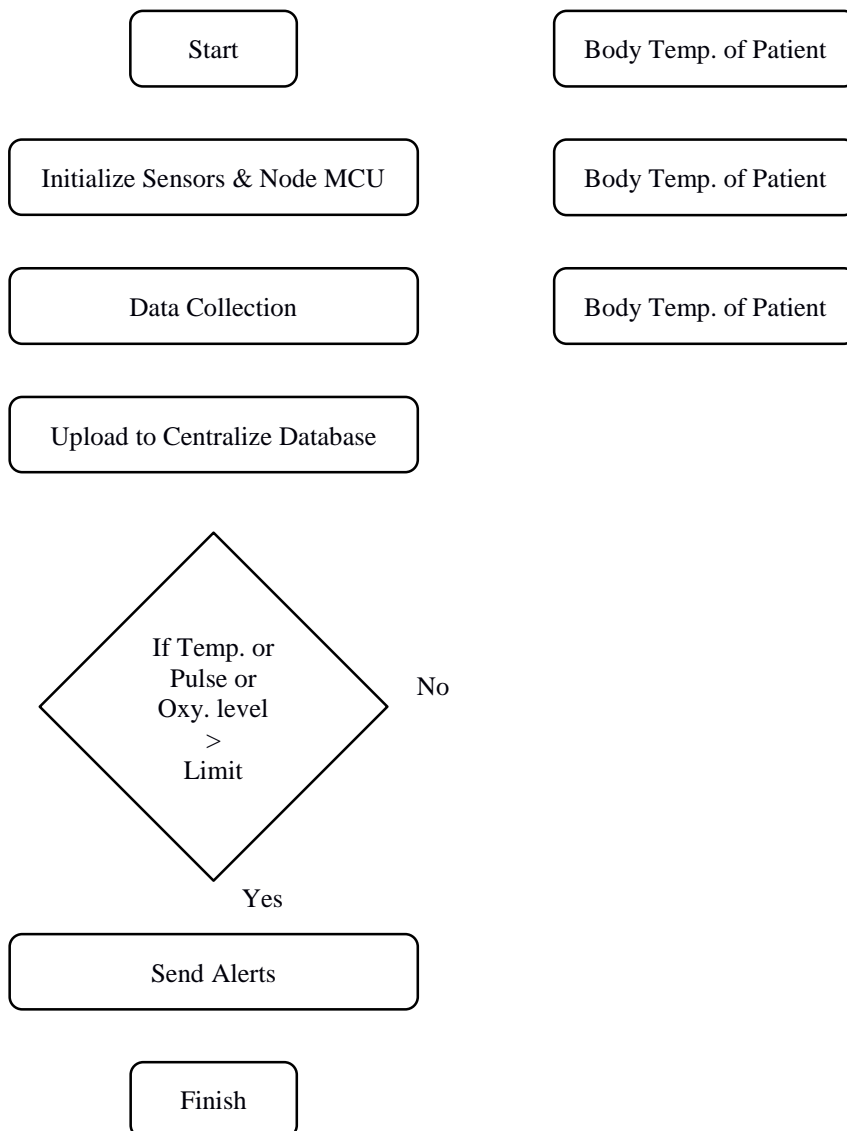 Start
Body Temp. of Patient
Initialize Sensors & Node MCU
Body Temp. of Patient
Data Collection
Body Temp. of Patient
Upload to Centralize Database
If Temp. or
Pulse or
Oxy. level
>
Limit
No
Yes
Send Alerts
Finish